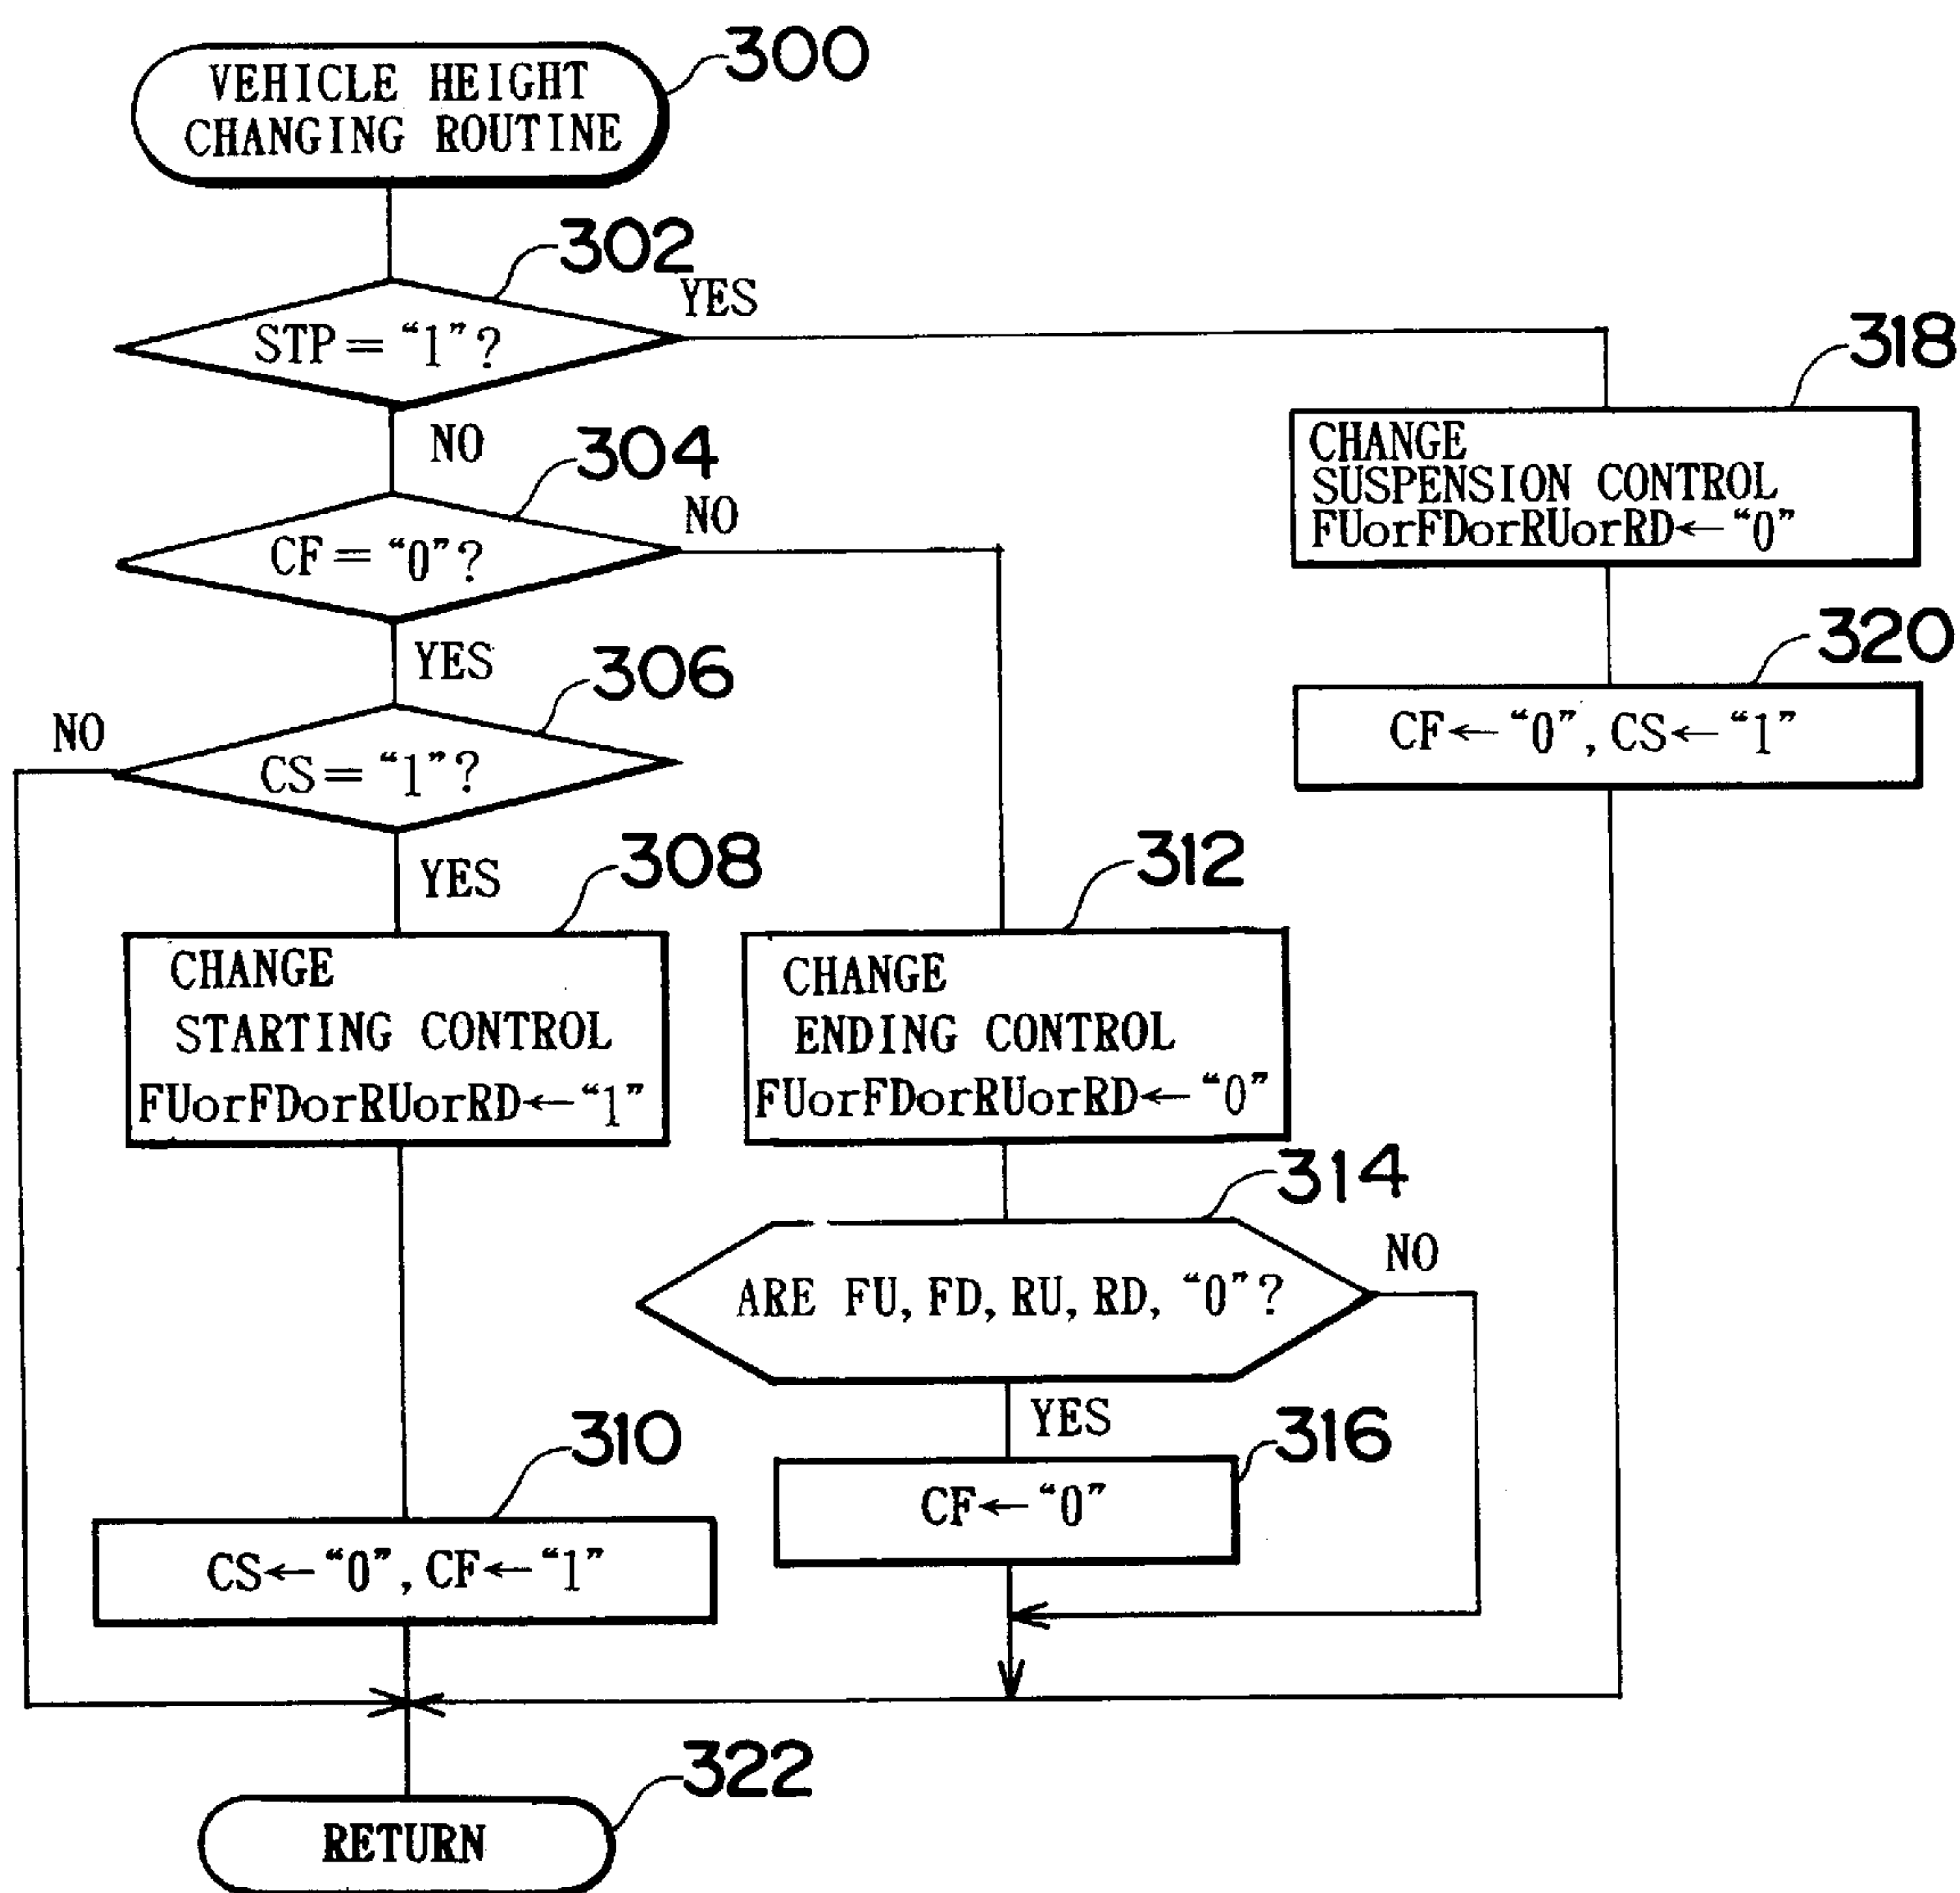 300
VEHICLE HEIGHT
CHANGING ROUTINE
302
YES
STP="1"?
NO
304
NO
CF="0"?
YES
306
NO
CS="1"?
YES
308
CHANGE
STARTING CONTROL
FUorFDorRUorRD←"1"
310
CS←"0", CF←"1"
312
CHANGE
ENDING CONTROL
FUorFDorRUorRD←"0"
314
NO
ARE FU, FD, RU, RD, "0"?
YES
316
CF←"0"
318
CHANGE
SUSPENSION CONTROL
FUorFDorRUorRD←"0"
320
CF←"0", CS←"1"
322
RETURN